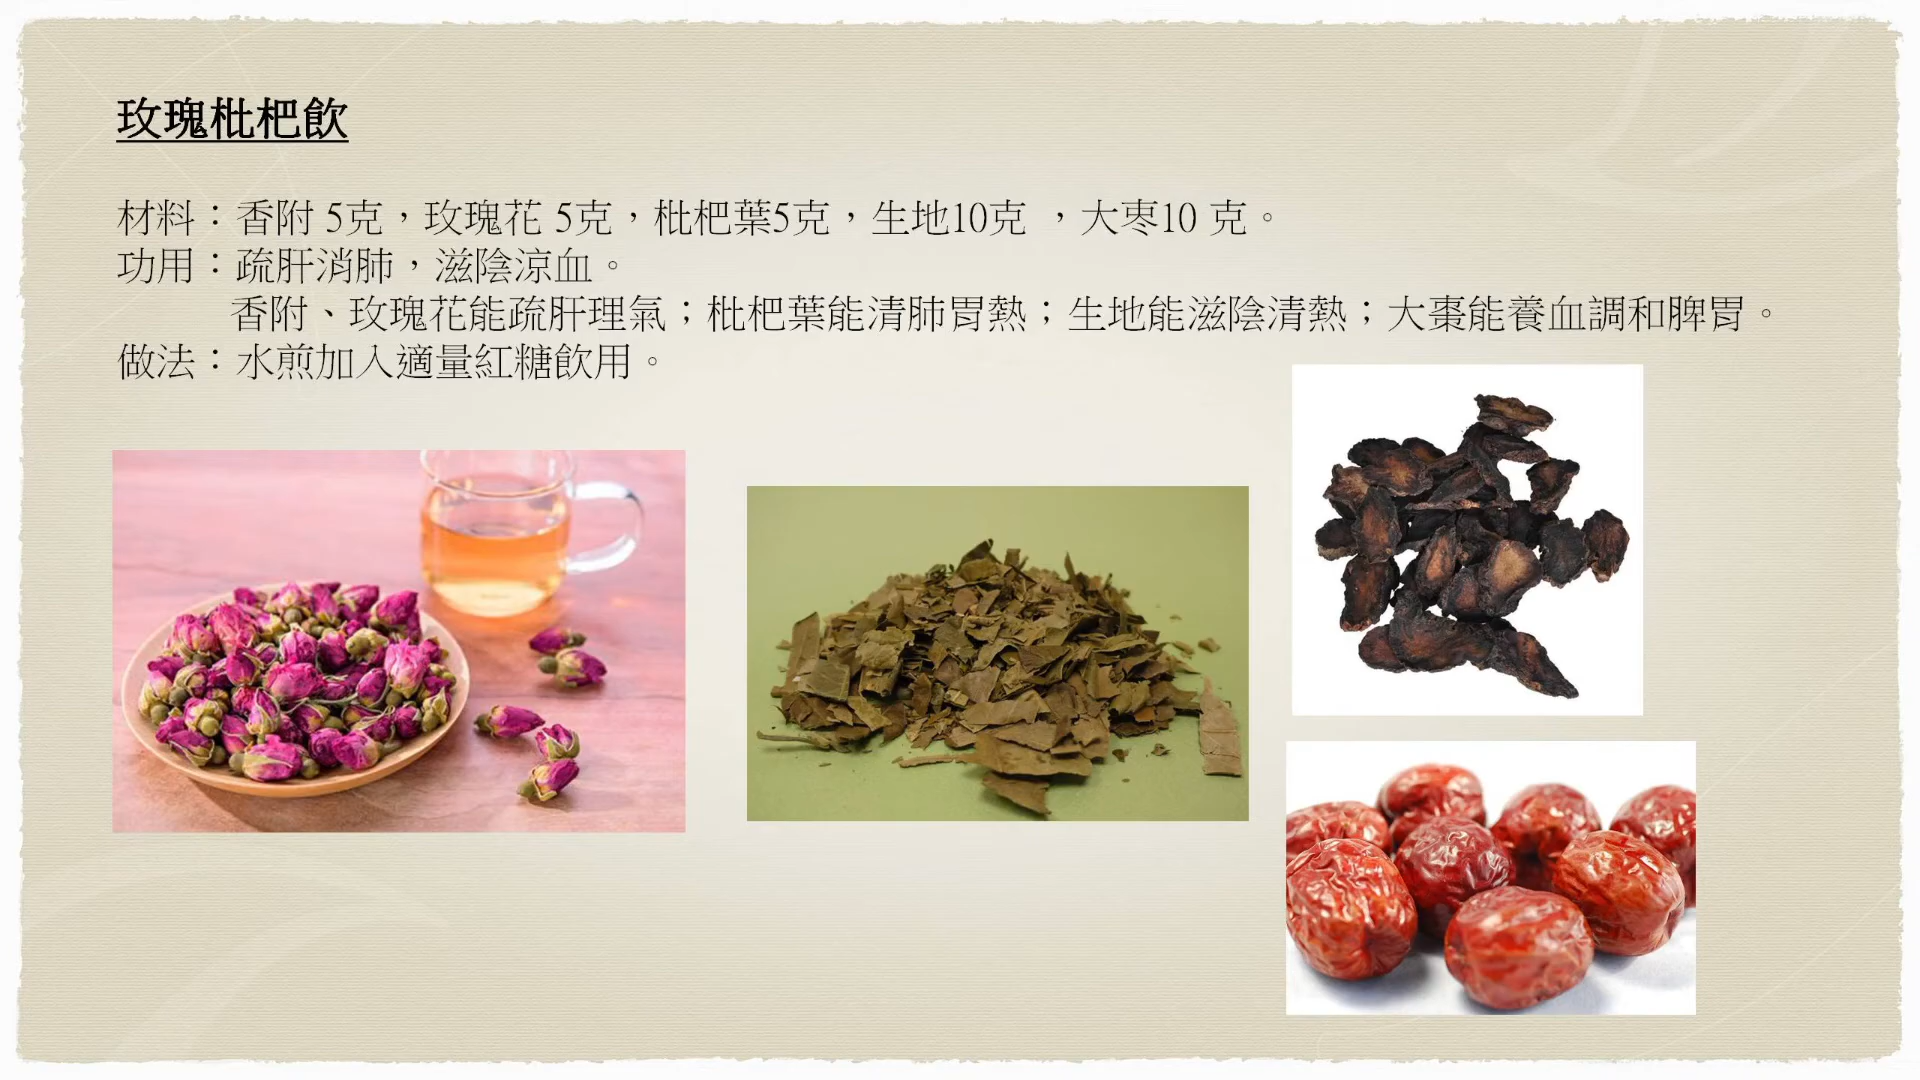 玫瑰枇杷飲
材料：香附 5克，玫瑰花 5克，枇杷葉5克，生地10克 ，大枣10 克。
功用：疏肝消肺，滋陰涼血。
香附、玫瑰花能疏肝理氣；枇杷葉能清肺胃熱；生地能滋陰清熱；大棗能養血調和脾胃。
做法：水煎加入適量紅糖飲用。